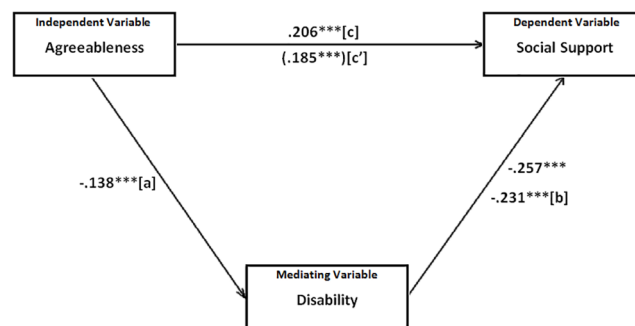 Independent Variable
Agreeableness
.206***[c]
(.185***)[c']
Dependent Variable
Social Support
-.138***[a]
-.257***
-.231***[b]
Mediating Variable
Disability